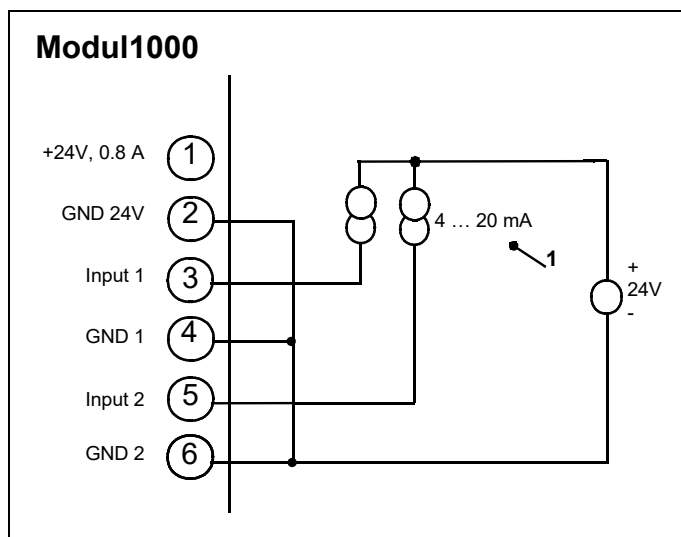 Modul1000
+24V, 0.8 A 1
GND 24V 2
Input 1 3
GND 1 4
Input 2 5
GND 2 6
4 … 20 mA
1
+
24V
-